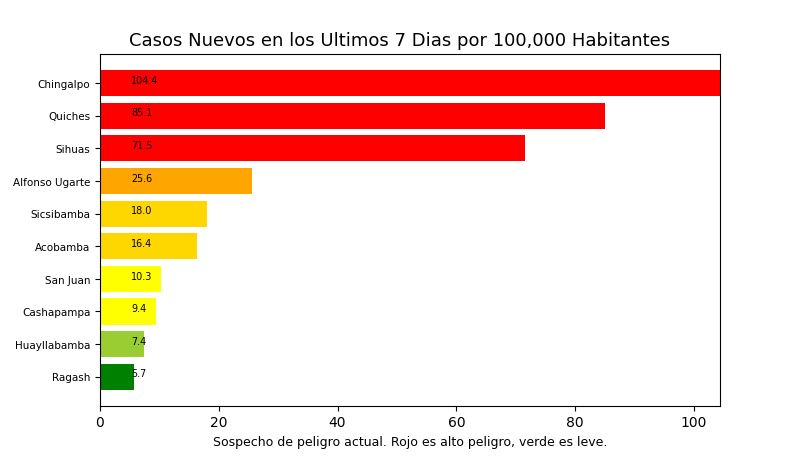 Casos Nuevos en los Ultimos 7 Dias por 100,000 Habitantes
Chingalpo 104.4
Quiches 85.1
Sihuas 71.5
Alfonso Ugarte 25.6
Sicsibamba 18.0
Acobamba 16.4
San Juan 10.3
Cashapampa 9.4
Huayllabamba 7.4
Ragash 5.7
0 20 40 60 80 100
Sospecho de peligro actual. Rojo es alto peligro, verde es leve.